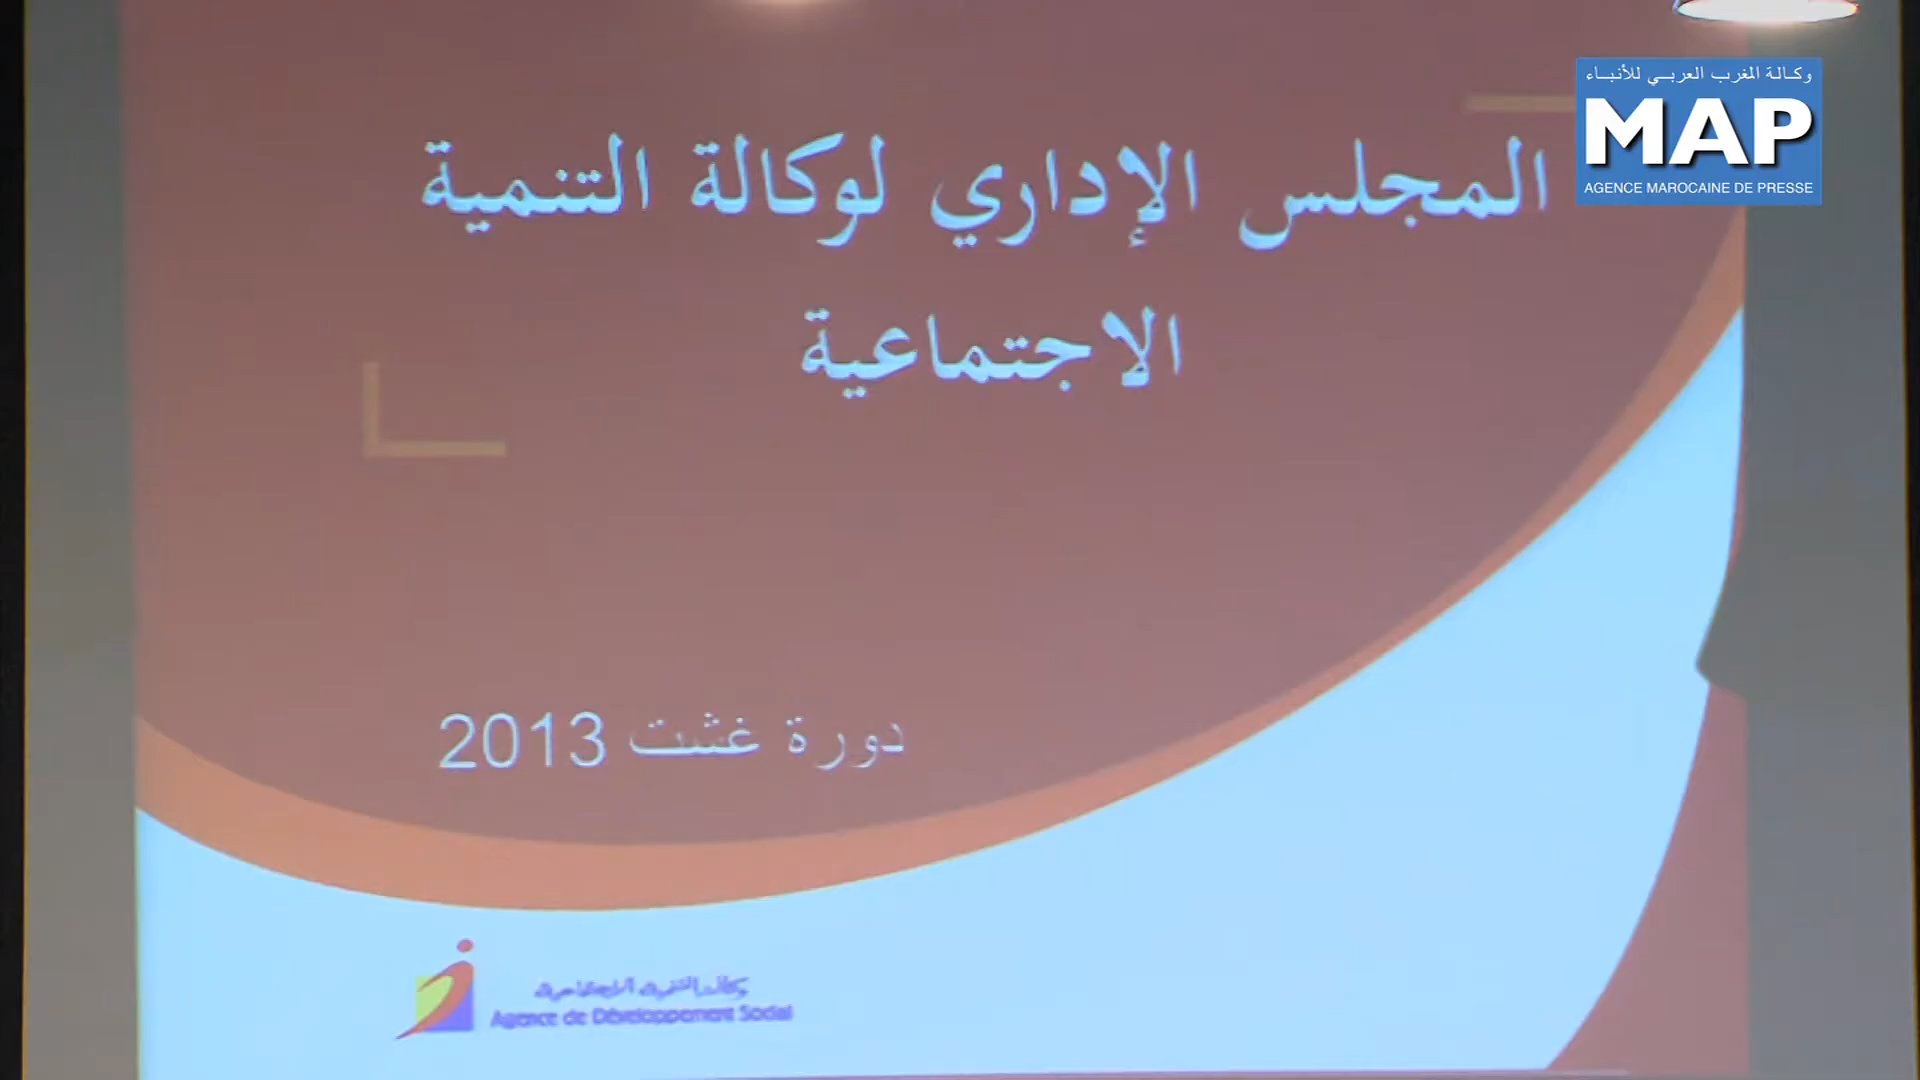 وكالة المغرب العربي للأنباء
MAP
AGENCE MAROCAINE DE PRESSE
المجلس الإداري لوكالة التنمية
الاجتماعية
دورة غشت 2013
وكالة التنمية الاجتماعية
Agence de Développement Social